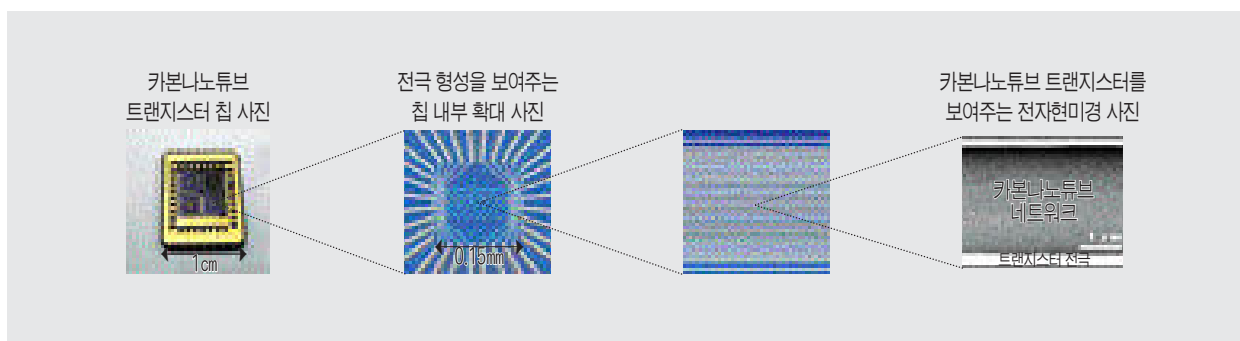 카본나노튜브
트랜지스터 칩 사진
전극 형성을 보여주는
칩 내부 확대 사진
카본나노튜브 트랜지스터를
보여주는 전자현미경 사진
1cm
0.15mm
카본나노튜브
네트워크
트랜지스터 전극